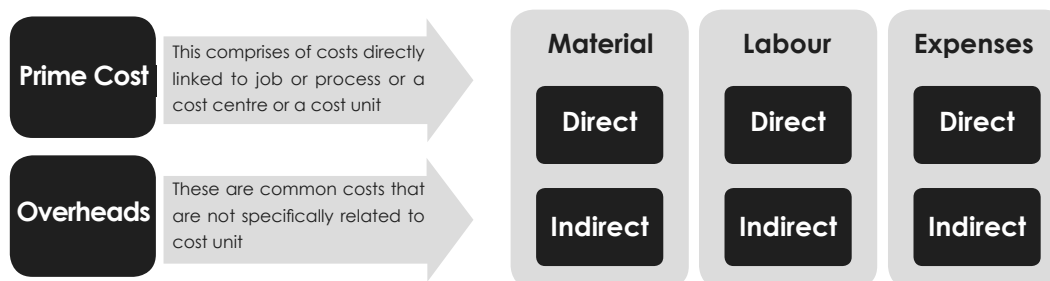 Prime Cost
This comprises of costs directly
linked to job or process or a
cost centre or a cost unit
Overheads
These are common costs that
are not specifically related to
cost unit
Material
Labour
Expenses
Direct
Direct
Direct
Indirect
Indirect
Indirect